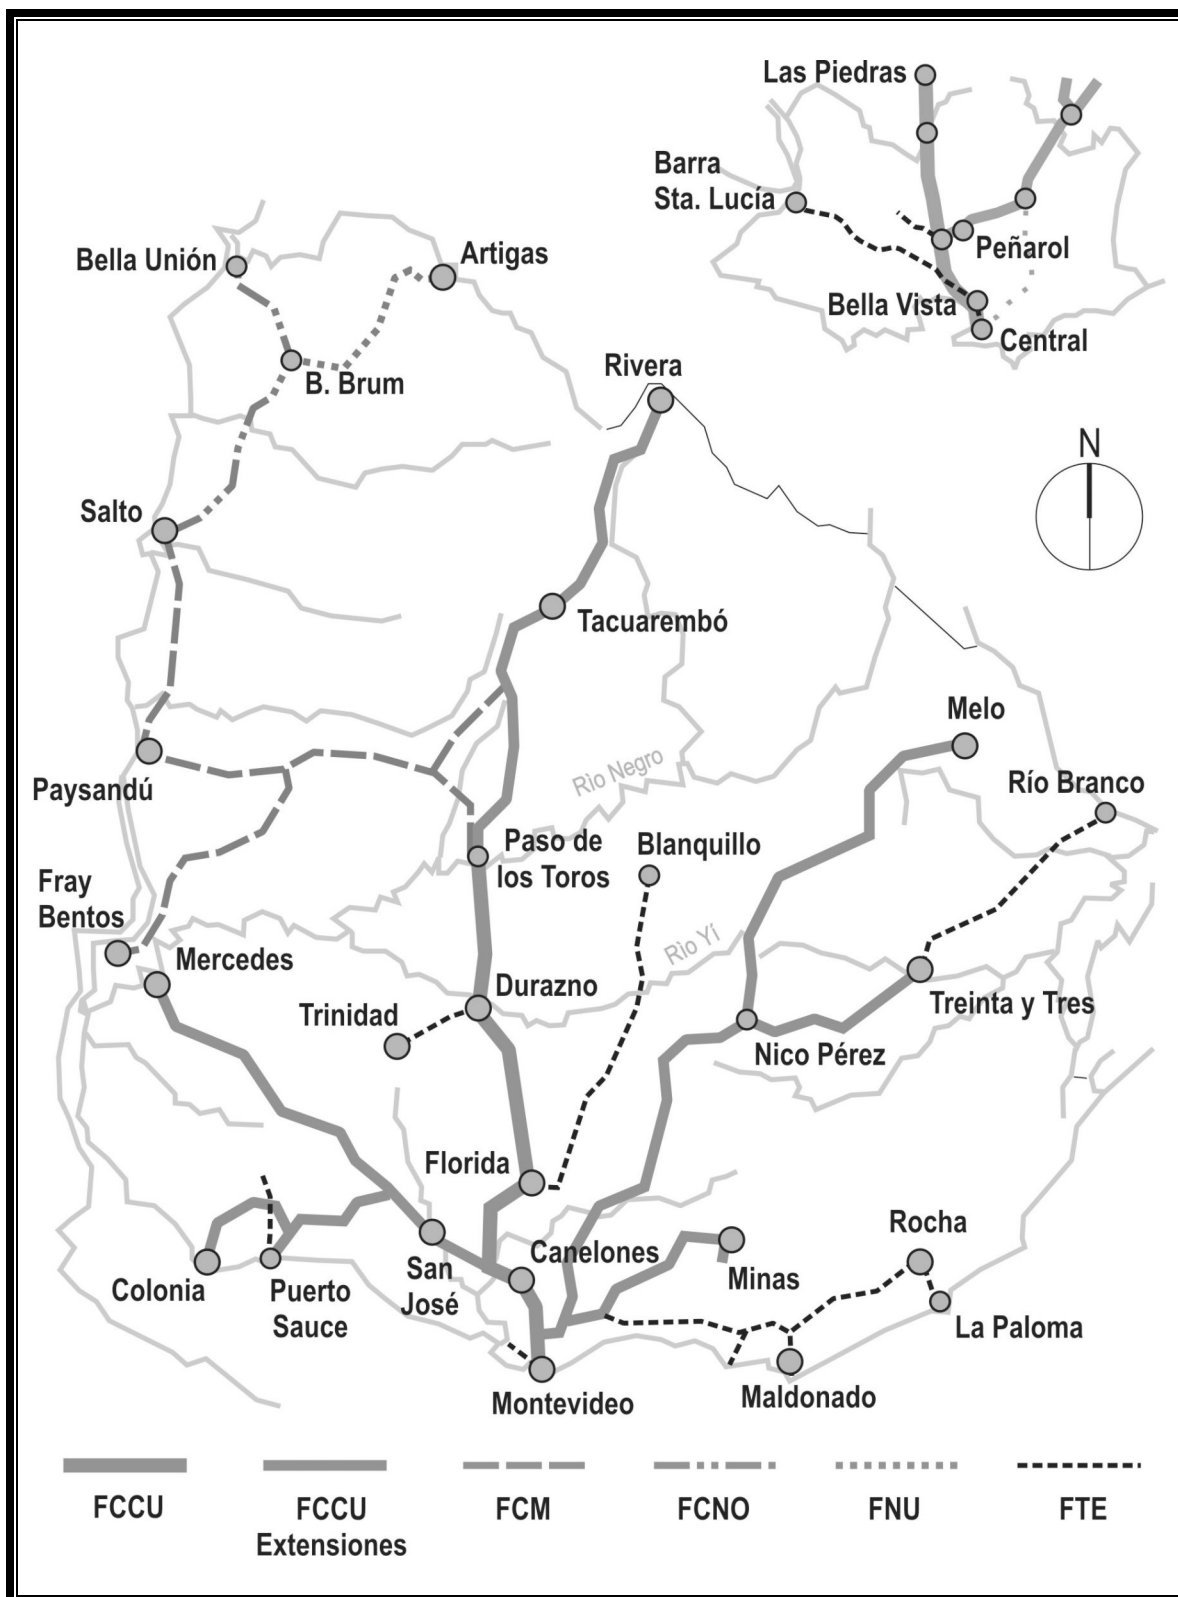 Las Piedras
Barra
Sta. Lucía
Peñarol
Bella Vista
Central
Bella Unión
Artigas
B. Brum
Rivera
N
Salto
Tacuarembó
Melo
Río Branco
Rio Negro
Paysandú
Paso de
los Toros
Blanquillo
Fray
Bentos
Mercedes
Rio Yí
Durazno
Trinidad
Treinta y Tres
Nico Pérez
Florida
Rocha
Canelones
San
José
Minas
Colonia
Puerto
Sauce
La Paloma
Maldonado
Montevideo
FCCU
FCCU
Extensiones
FCM
FCNO
FNU
FTE